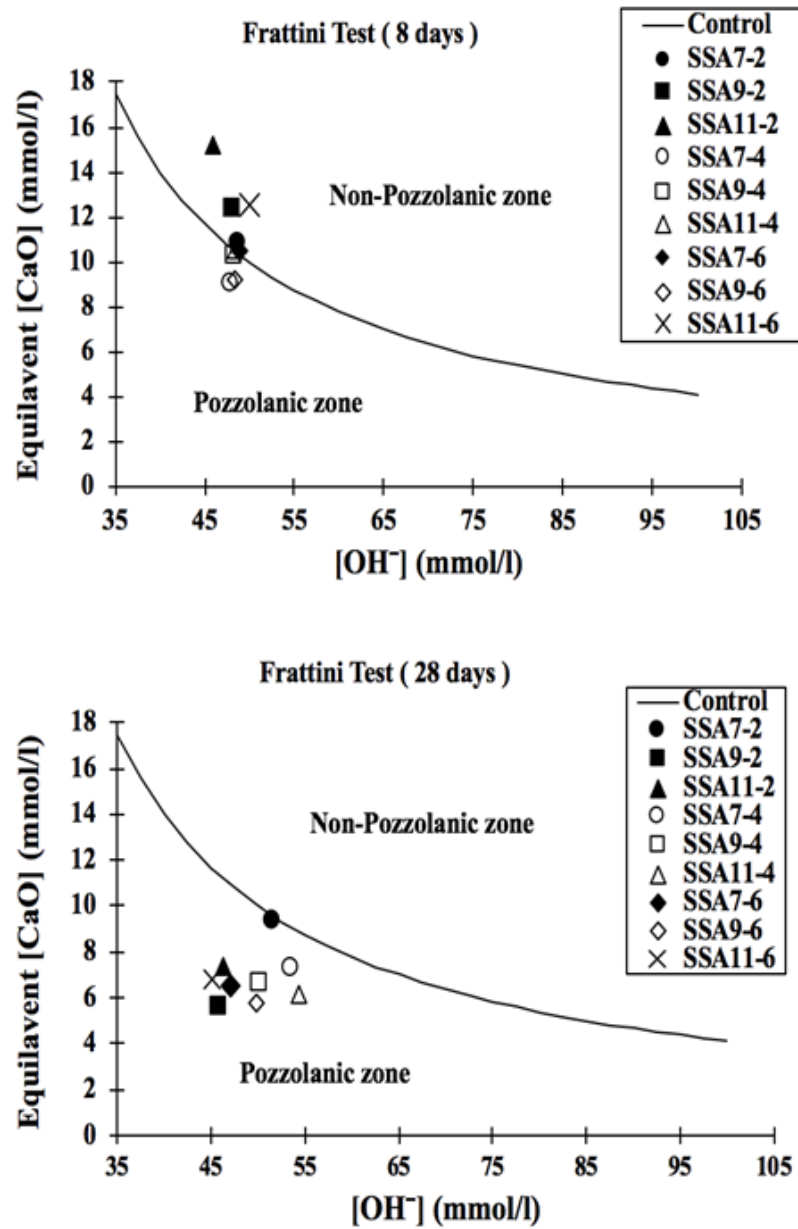 Frattini Test ( 8 days )
Equilavent [CaO] (mmol/l)
18
16
14
12
10
8
6
4
2
0
Non-Pozzolanic zone
Pozzolanic zone
35 45 55 65 75 85 95 105
[OH⁻] (mmol/l)
Control
SSA7-2
SSA9-2
SSA11-2
SSA7-4
SSA9-4
SSA11-4
SSA7-6
SSA9-6
SSA11-6
Frattini Test ( 28 days )
Equilavent [CaO] (mmol/l)
18
16
14
12
10
8
6
4
2
0
Non-Pozzolanic zone
Pozzolanic zone
35 45 55 65 75 85 95 105
[OH⁻] (mmol/l)
Control
SSA7-2
SSA9-2
SSA11-2
SSA7-4
SSA9-4
SSA11-4
SSA7-6
SSA9-6
SSA11-6